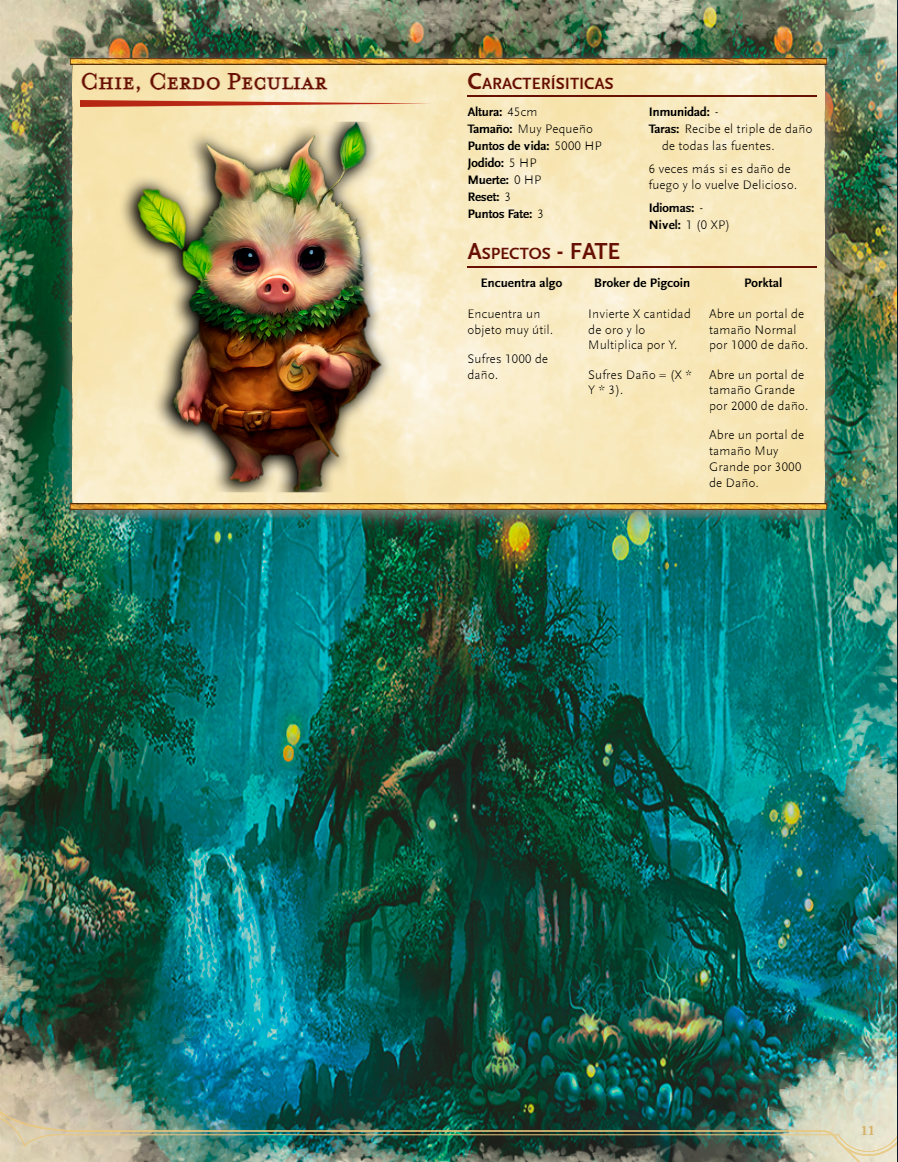 Chie, Cerdo Peculiar
Caracterísiticas
Altura: 45cm
Tamaño: Muy Pequeño
Puntos de vida: 5000 HP
Jodido: 5 HP
Muerte: 0 HP
Reset: 3
Puntos Fate: 3
Inmunidad: -
Taras: Recibe el triple de daño
de todas las fuentes.
6 veces más si es daño de
fuego y lo vuelve Delicioso.
Idiomas: -
Nivel: 1 (0 XP)
Aspectos - FATE
Encuentra algo
Encuentra un
objeto muy útil.
Sufres 1000 de
daño.
Broker de Pigcoin
Invierte X cantidad
de oro y lo
Multiplica por Y.
Sufres Daño = (X *
Y * 3).
Porktal
Abre un portal de
tamaño Normal
por 1000 de daño.
Abre un portal de
tamaño Grande
por 2000 de daño.
Abre un portal de
tamaño Muy
Grande por 3000
de Daño.
11